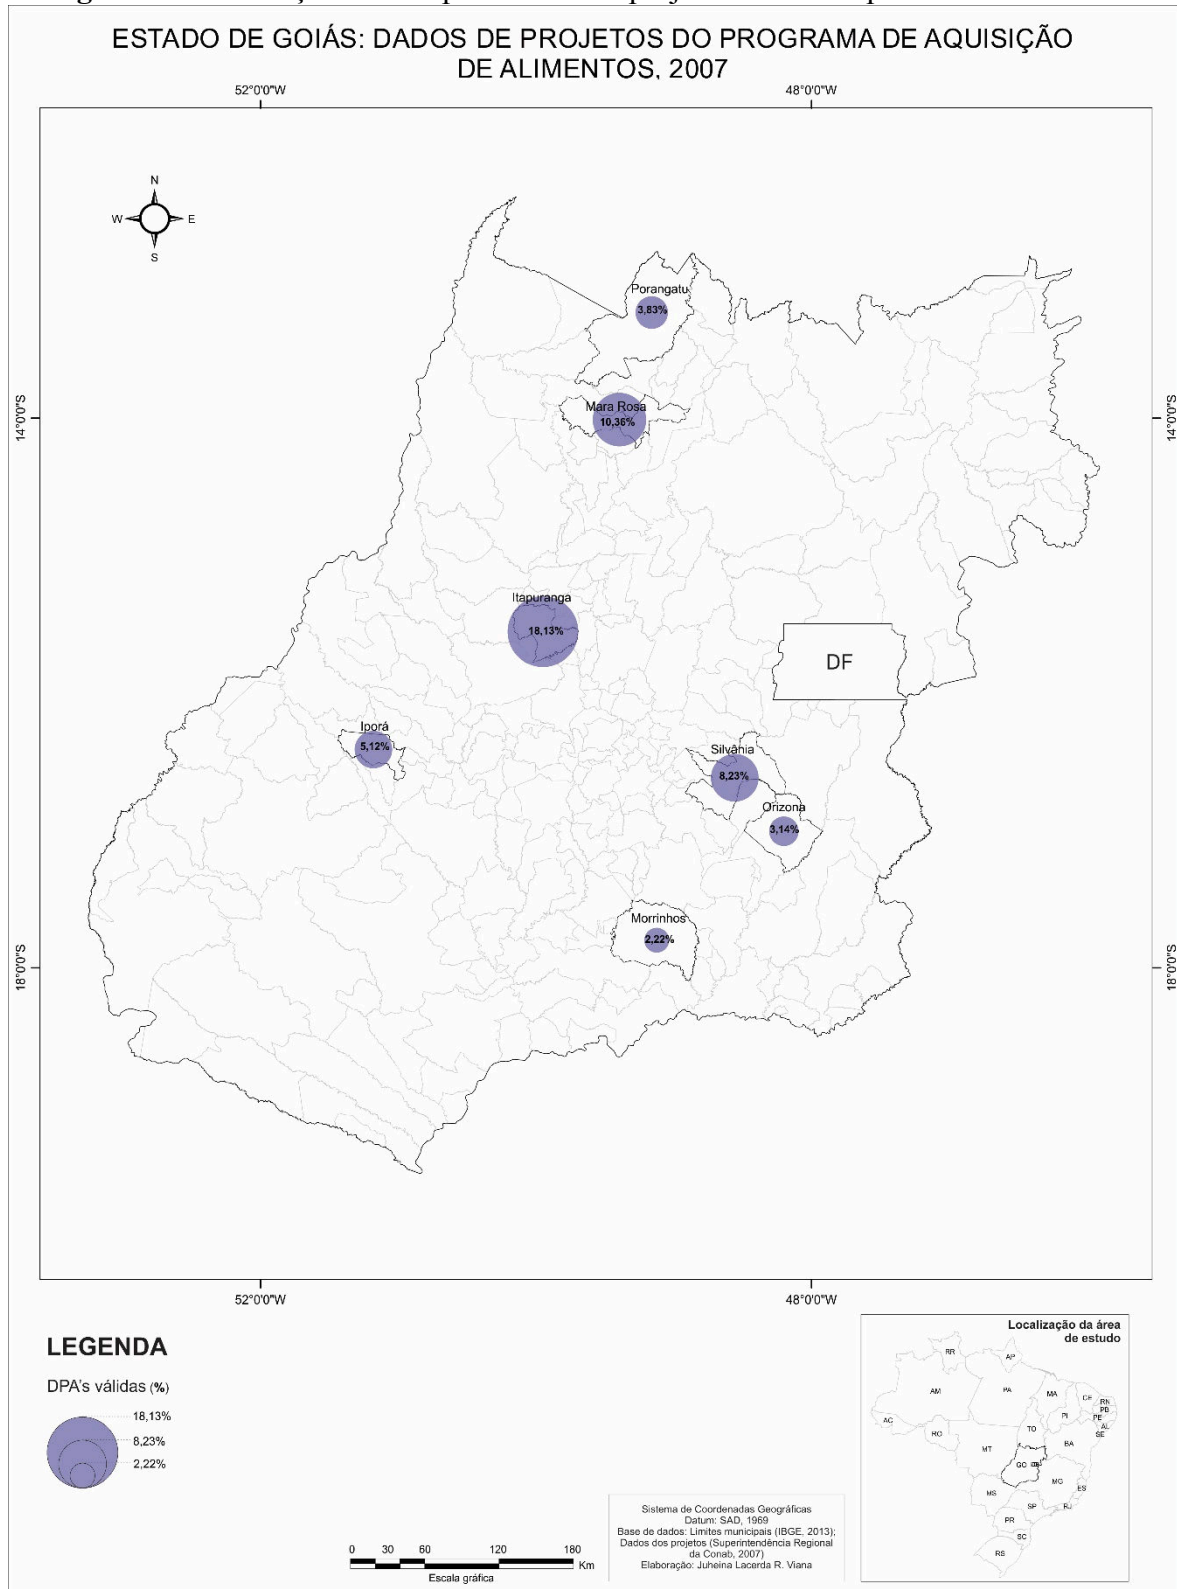 ESTADO DE GOIÁS: DADOS DE PROJETOS DO PROGRAMA DE AQUISIÇÃO
DE ALIMENTOS, 2007
52°0'0"W
48°0'0"W
N
W
E
S
Porangatu
3,83%
Mara Rosa
10,36%
14°0'0"S
14°0'0"S
Itapuranga
18,13%
DF
Iporá
5,12%
Silvânia
8,23%
Orizona
3,14%
Morrinhos
2,22%
18°0'0"S
18°0'0"S
52°0'0"W
48°0'0"W
LEGENDA
DPA's válidas (%)
18,13%
8,23%
2,22%
0 30 60 120 180
Km
Escala gráfica
Sistema de Coordenadas Geográficas
Datum: SAD, 1969
Base de dados: Limites municipais (IBGE, 2013);
Dados dos projetos (Superintendência Regional
da Conab, 2007)
Elaboração: Juheina Lacerda R. Viana
Localização da área
de estudo
RR
AP
AM
PA
MA
CE
RN
PB
PE
AL
SE
PI
AC
RO
TO
BA
MT
GO
MG
ES
MS
SP
RJ
PR
SC
RS